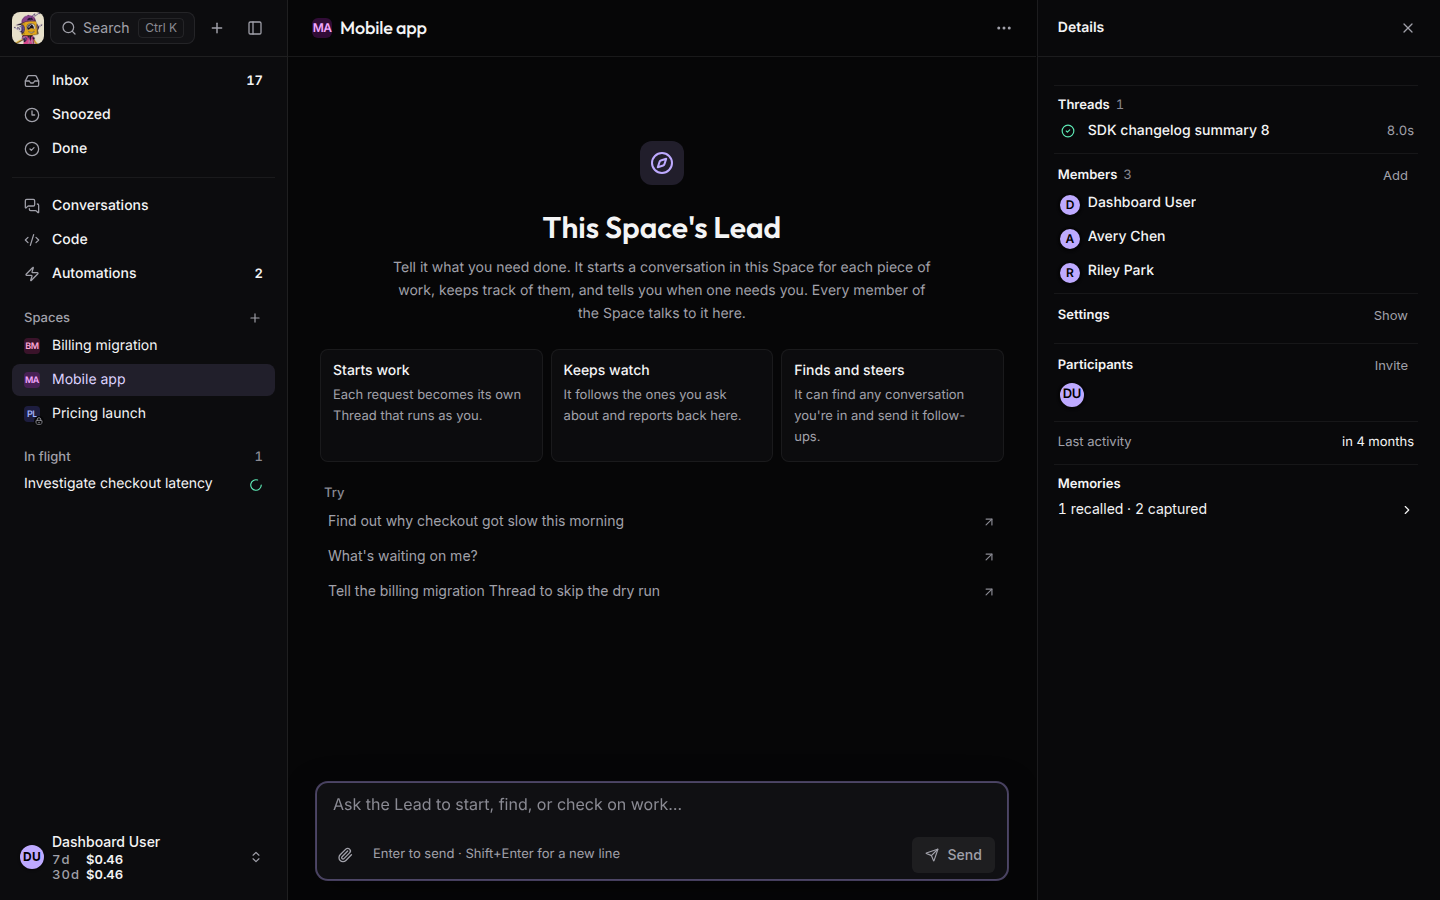 Search Ctrl K
Inbox 17
Snoozed
Done
Conversations
Code
Automations 2
Spaces
BM Billing migration
MA Mobile app
PL Pricing launch
In flight 1
Investigate checkout latency
DU Dashboard User
7d $0.46
30d $0.46
MA Mobile app
This Space's Lead
Tell it what you need done. It starts a conversation in this Space for each piece of
work, keeps track of them, and tells you when one needs you. Every member of
the Space talks to it here.
Starts work
Each request becomes its own
Thread that runs as you.
Keeps watch
It follows the ones you ask
about and reports back here.
Finds and steers
It can find any conversation
you're in and send it follow-
ups.
Try
Find out why checkout got slow this morning
What's waiting on me?
Tell the billing migration Thread to skip the dry run
Ask the Lead to start, find, or check on work...
Enter to send · Shift+Enter for a new line
Send
Details
Threads 1
SDK changelog summary 8 8.0s
Members 3 Add
D Dashboard User
A Avery Chen
R Riley Park
Settings Show
Participants Invite
DU
Last activity in 4 months
Memories
1 recalled · 2 captured